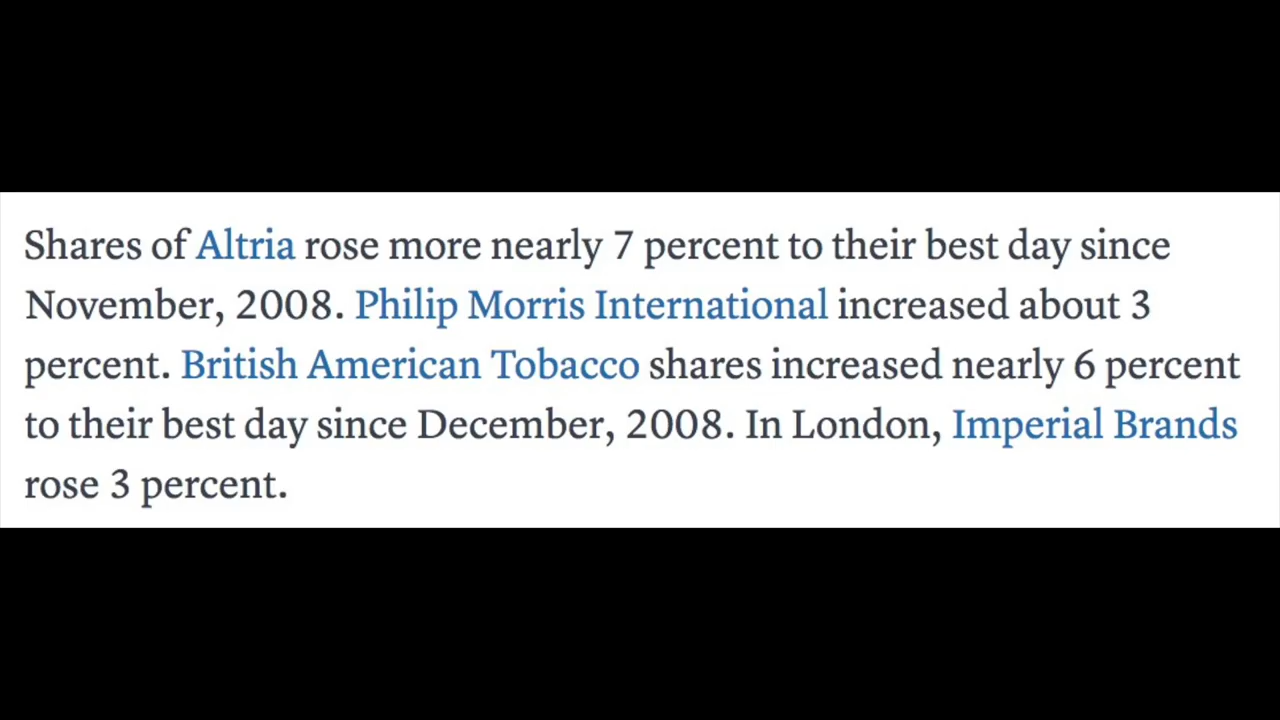 Shares of Altria rose more nearly 7 percent to their best day since
November, 2008. Philip Morris International increased about 3
percent. British American Tobacco shares increased nearly 6 percent
to their best day since December, 2008. In London, Imperial Brands
rose 3 percent.